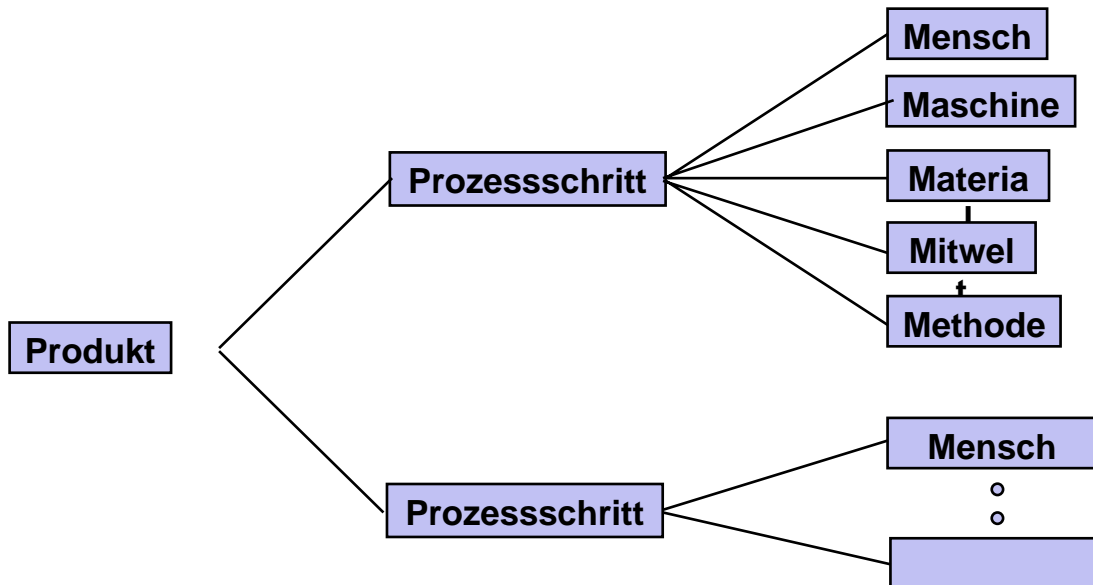 Mensch
Maschine
Prozessschritt
Materia
l
Mitwel
t
Methode
Produkt
Mensch
Prozessschritt